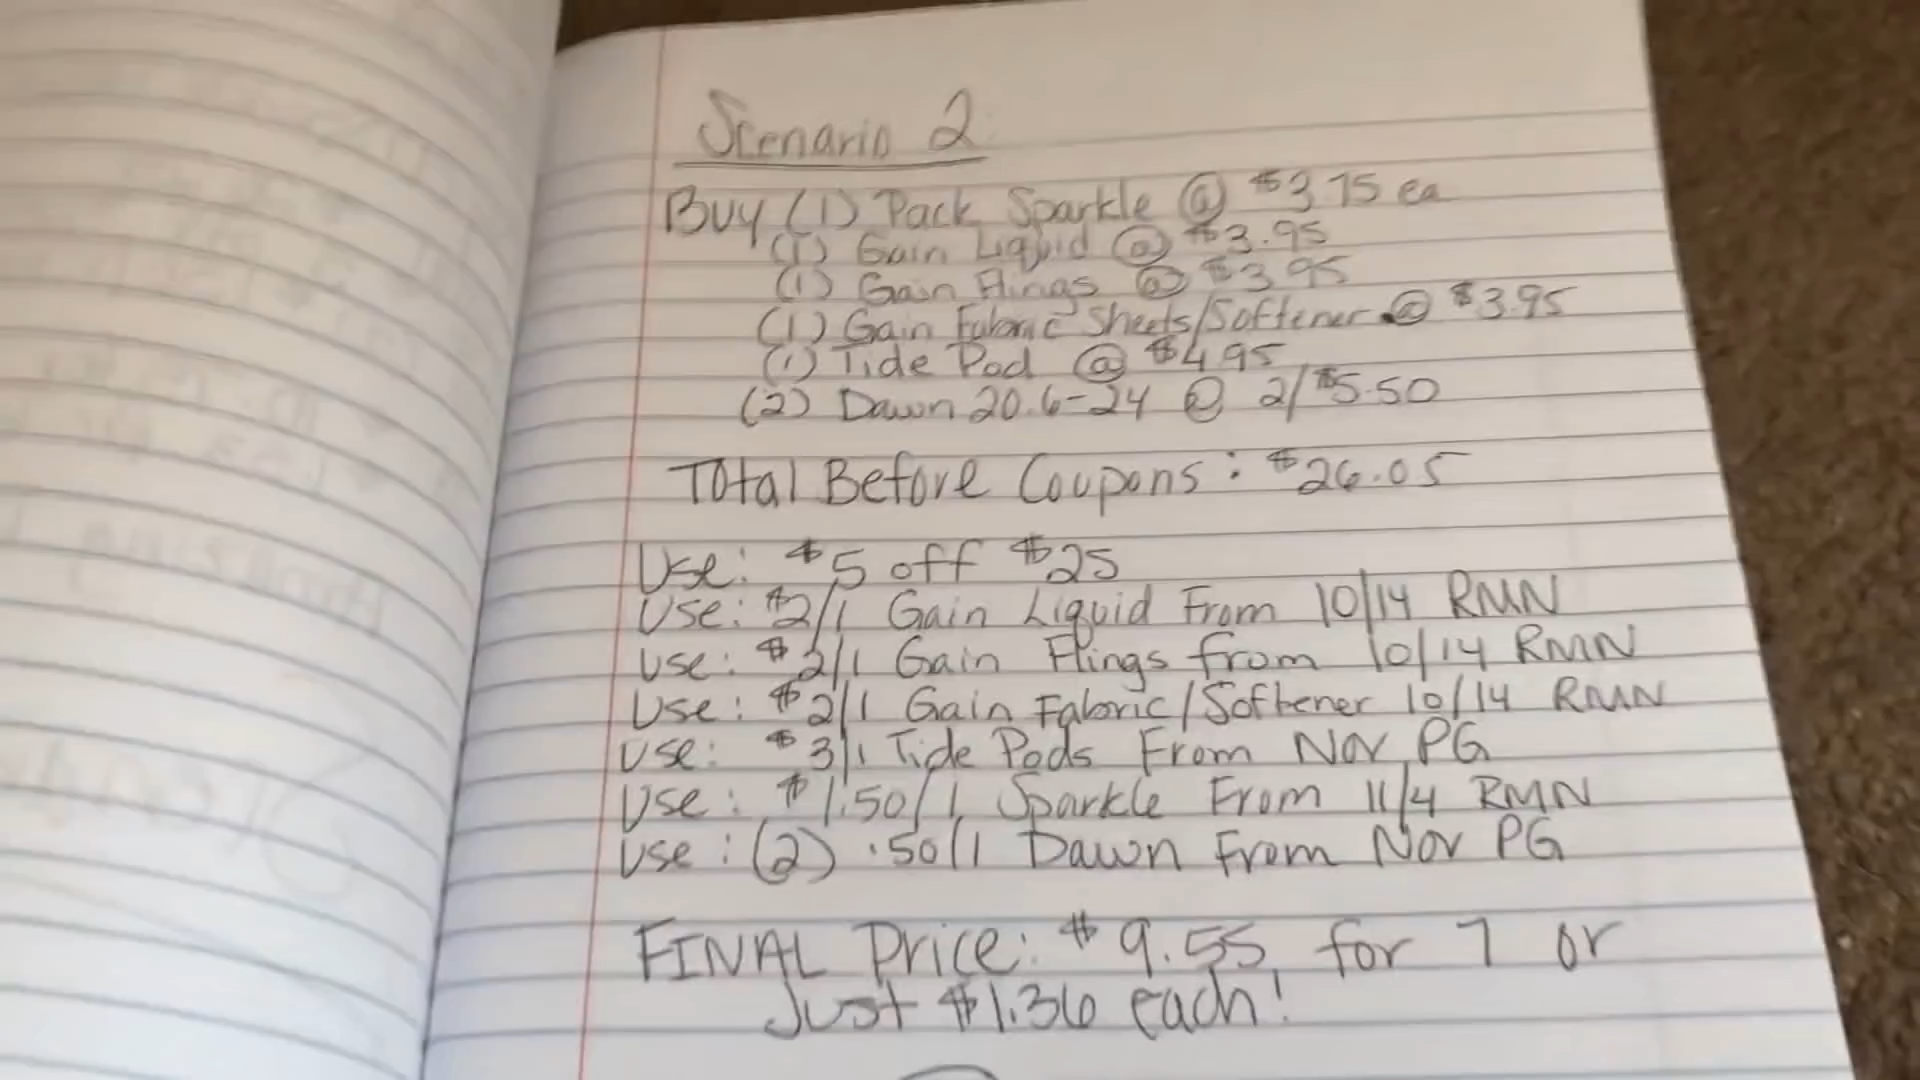 Scenario 2:
Buy (1) Pack Sparkle @ $3.75 ea
(1) Gain Liquid @ $3.95
(1) Gain Flings @ $3.95
(1) Gain Fabric Sheets/Softener @ $3.95
(1) Tide Pod @ $4.95
(2) Dawn 20.6-24 @ 2/$5.50
Total Before Coupons: $26.05
Use: $5 off $25
Use: $2/1 Gain Liquid From 10/14 RMN
Use: $2/1 Gain Flings from 10/14 RMN
Use: $2/1 Gain Fabric/Softener 10/14 RMN
Use: $3/1 Tide Pods From Nov PG
Use: $1.50/1 Sparkle From 11/4 RMN
Use: (2) .50/1 Dawn From Nov PG
FINAL Price: $9.55 for 7 or
Just $1.36 each!